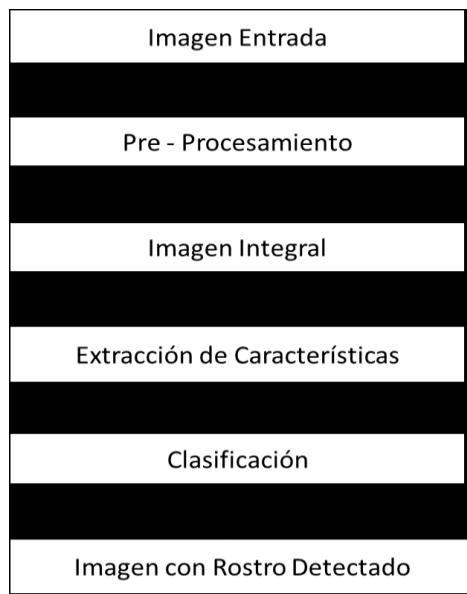 Imagen Entrada
Pre - Procesamiento
Imagen Integral
Extracción de Características
Clasificación
Imagen con Rostro Detectado